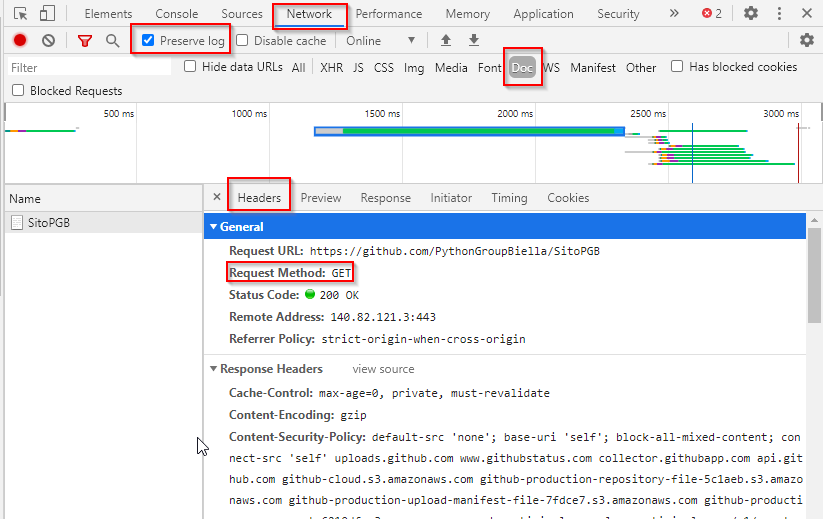 Elements Console Sources Network Performance Memory Application Security » 2
Preserve log Disable cache Online
Filter Hide data URLs All XHR JS CSS Img Media Font Doc WS Manifest Other Has blocked cookies
Blocked Requests
500 ms 1000 ms 1500 ms 2000 ms 2500 ms 3000 ms
Name × Headers Preview Response Initiator Timing Cookies
SitoPGB
General
Request URL: https://github.com/PythonGroupBiella/SitoPGB
Request Method: GET
Status Code: 200 OK
Remote Address: 140.82.121.3:443
Referrer Policy: strict-origin-when-cross-origin
Response Headers view source
Cache-Control: max-age=0, private, must-revalidate
Content-Encoding: gzip
Content-Security-Policy: default-src 'none'; base-uri 'self'; block-all-mixed-content; co
nnect-src 'self' uploads.github.com www.githubstatus.com collector.githubapp.com api.git
hub.com github-cloud.s3.amazonaws.com github-production-repository-file-5c1aeb.s3.amazo
naws.com github-production-upload-manifest-file-7fdce7.s3.amazonaws.com github-productio